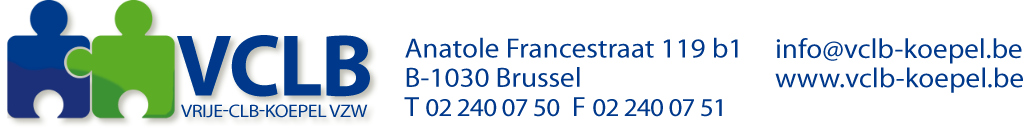 VCLB
VRIJE-CLB-KOEPEL VZW
Anatole Francestraat 119 b1
B-1030 Brussel
T 02 240 07 50 F 02 240 07 51
info@vclb-koepel.be
www.vclb-koepel.be